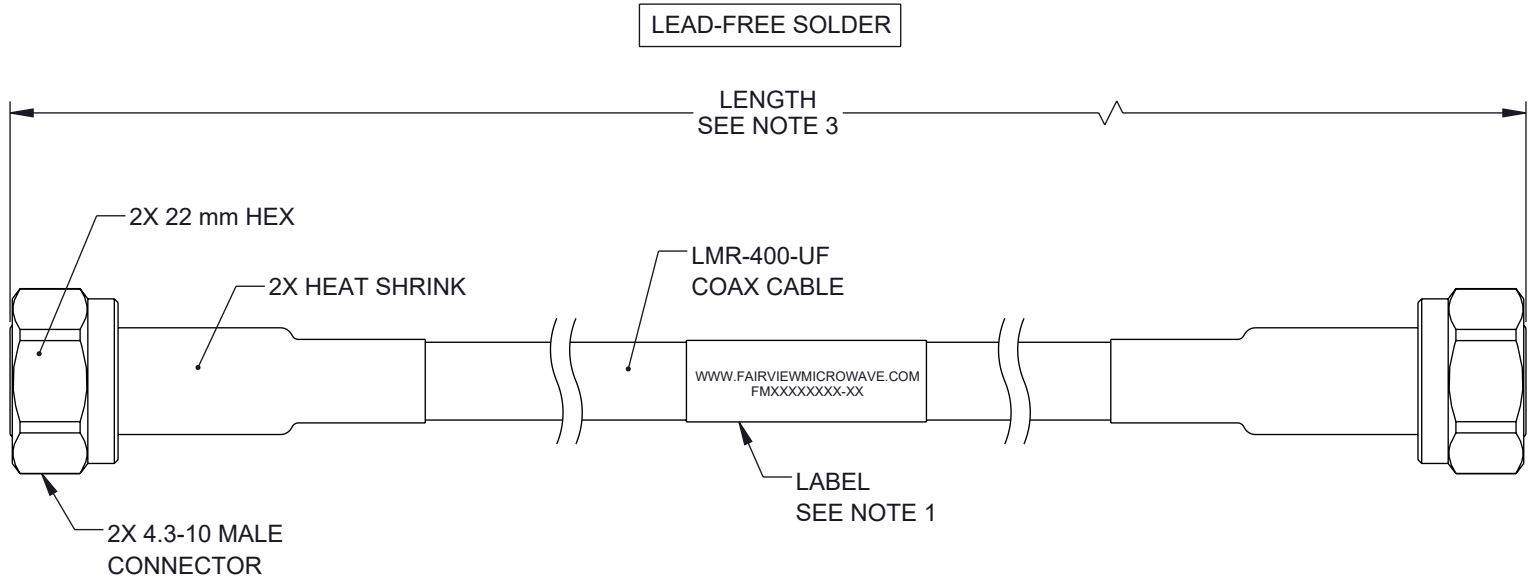 LEAD-FREE SOLDER
LENGTH
SEE NOTE 3
2X 22 mm HEX
2X HEAT SHRINK
LMR-400-UF
COAX CABLE
WWW.FAIRVIEWMICROWAVE.COM
FMXXXXXXXX-XX
LABEL
SEE NOTE 1
2X 4.3-10 MALE
CONNECTOR